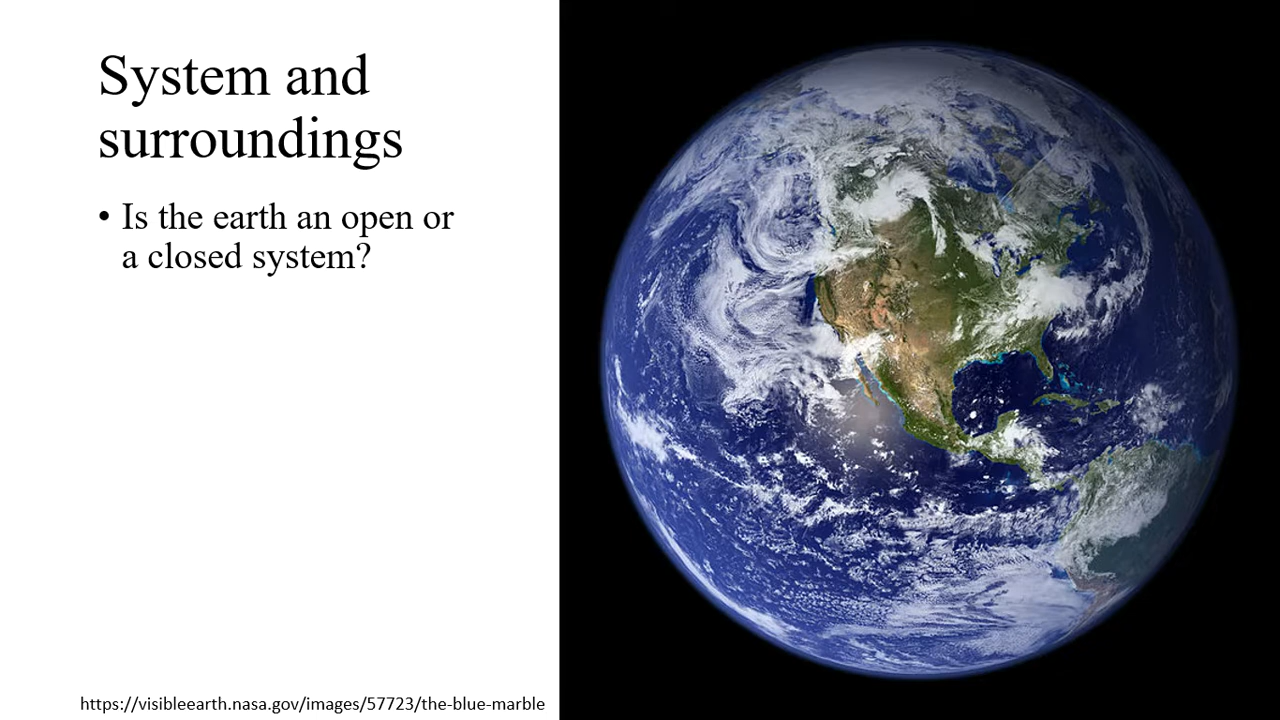 System and
surroundings
• Is the earth an open or
a closed system?
https://visibleearth.nasa.gov/images/57723/the-blue-marble